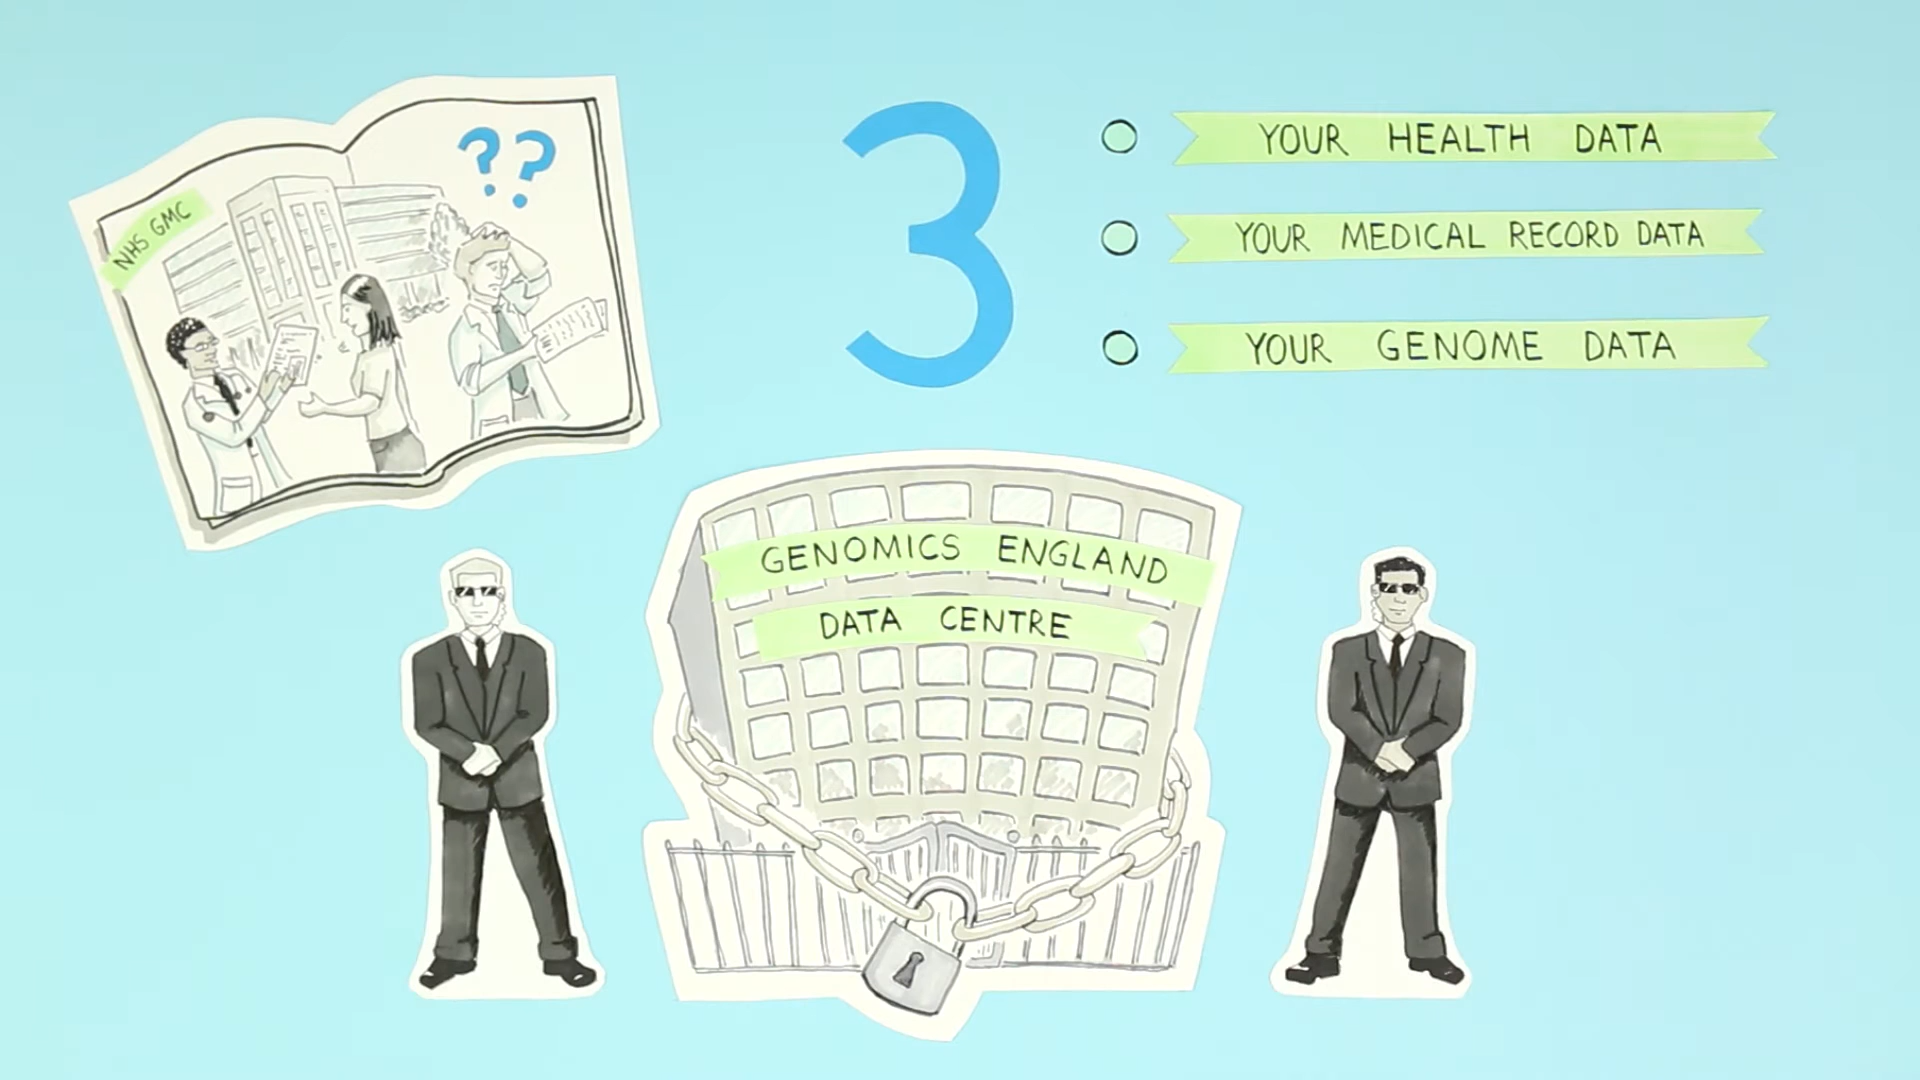 NHS GMC
??
3
YOUR HEALTH DATA
YOUR MEDICAL RECORD DATA
YOUR GENOME DATA
GENOMICS ENGLAND
DATA CENTRE